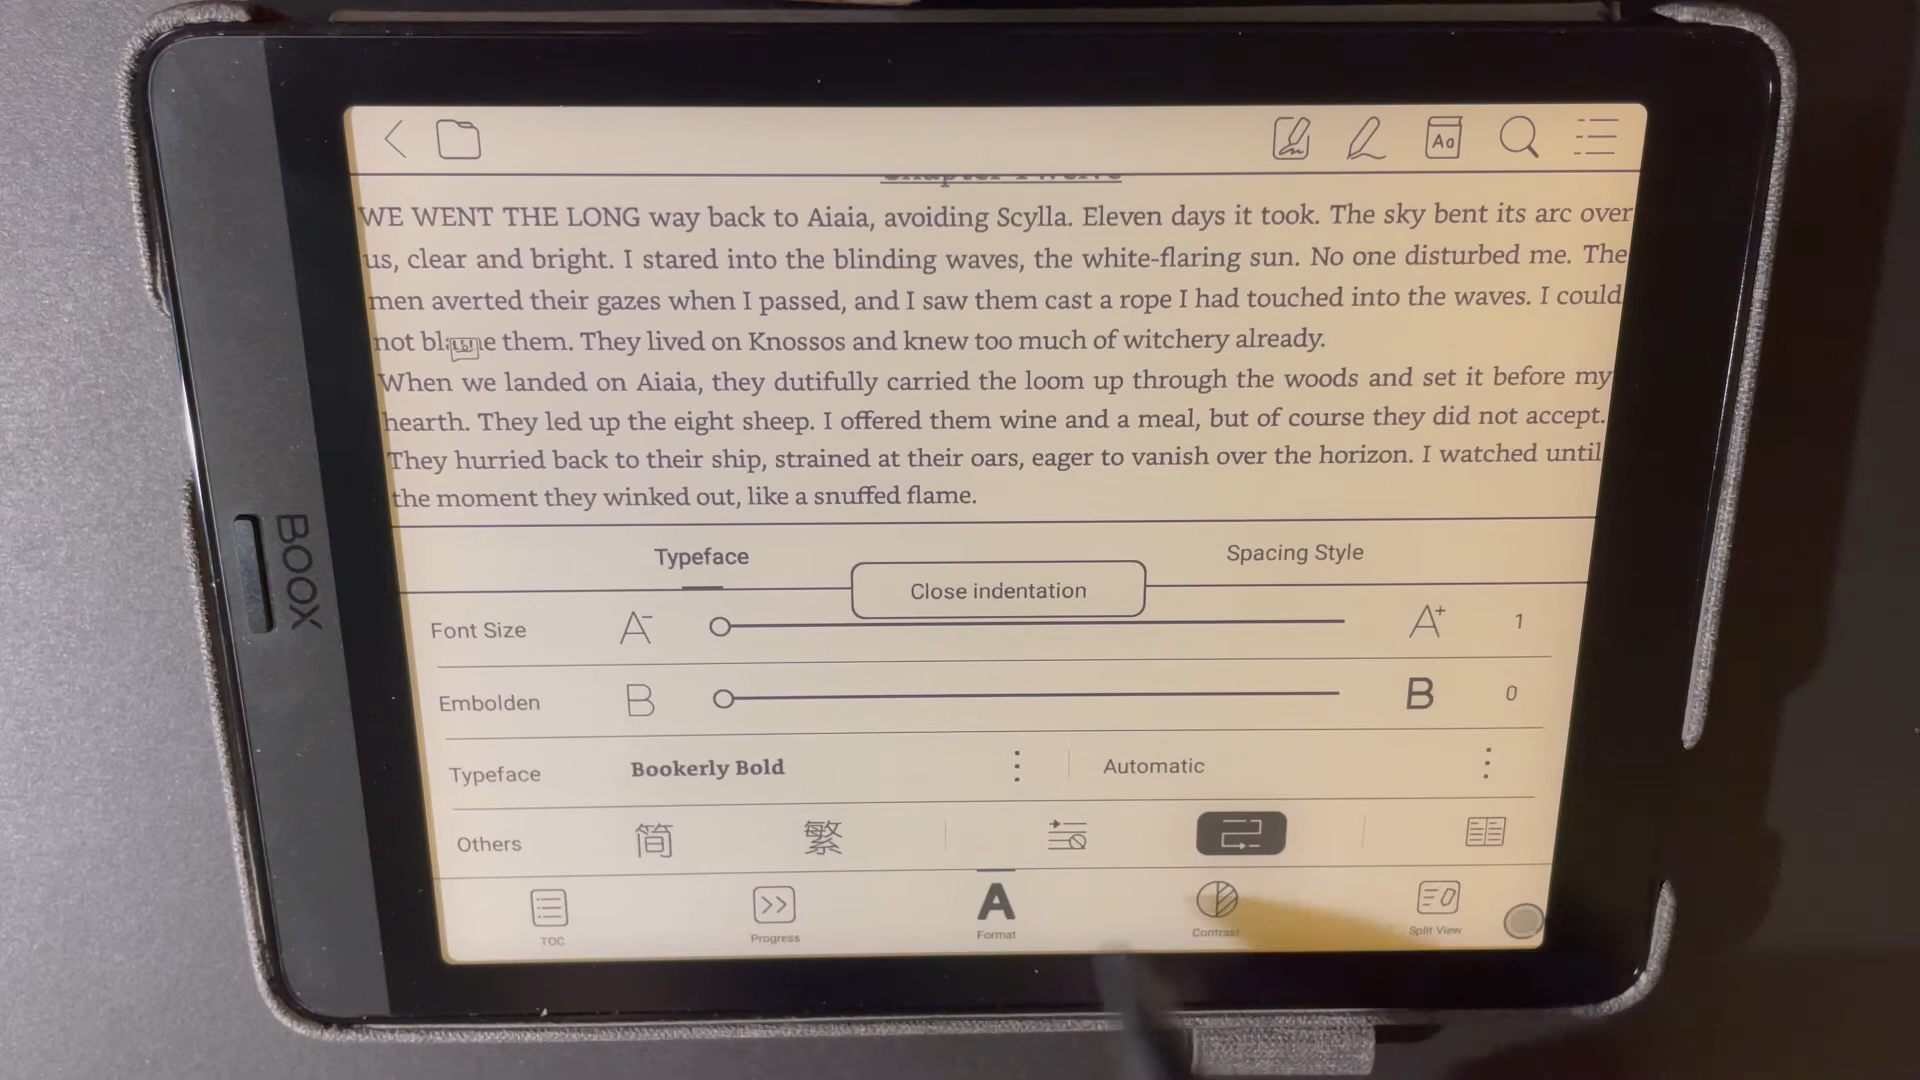 Aa
Chapter Twelve
WE WENT THE LONG way back to Aiaia, avoiding Scylla. Eleven days it took. The sky bent its arc over
us, clear and bright. I stared into the blinding waves, the white-flaring sun. No one disturbed me. The
men averted their gazes when I passed, and I saw them cast a rope I had touched into the waves. I could
not blame them. They lived on Knossos and knew too much of witchery already.
When we landed on Aiaia, they dutifully carried the loom up through the woods and set it before my
hearth. They led up the eight sheep. I offered them wine and a meal, but of course they did not accept.
They hurried back to their ship, strained at their oars, eager to vanish over the horizon. I watched until
the moment they winked out, like a snuffed flame.
Typeface
Spacing Style
Close indentation
Font Size A- A+ 1
Embolden B B 0
Typeface Bookerly Bold Automatic
Others 简 繁
A
TOC Progress Format Contrast Split View
BOOX